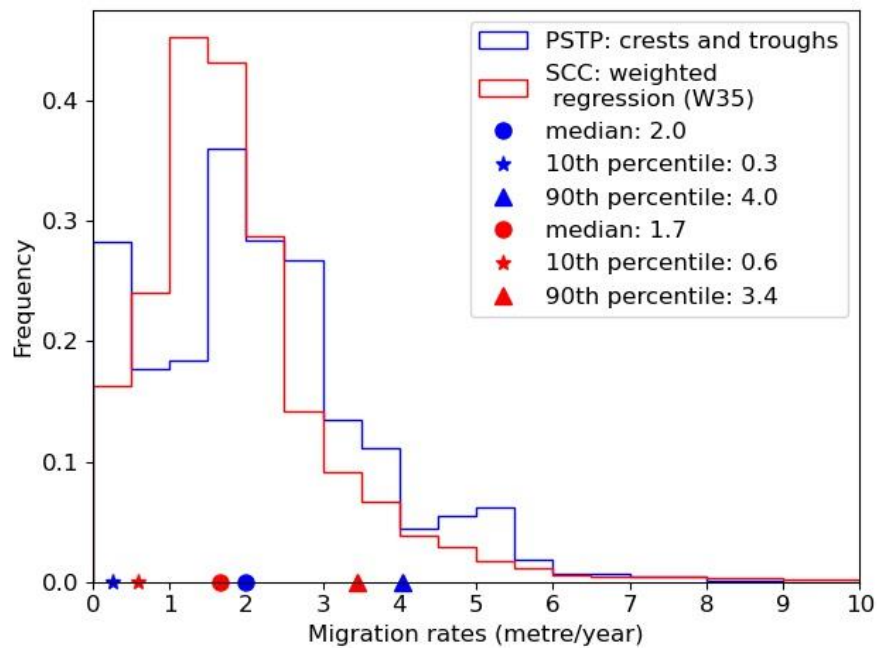 PSTP: crests and troughs
SCC: weighted
regression (W35)
median: 2.0
10th percentile: 0.3
90th percentile: 4.0
median: 1.7
10th percentile: 0.6
90th percentile: 3.4
Frequency
0.4
0.3
0.2
0.1
0.0
0 1 2 3 4 5 6 7 8 9 10
Migration rates (metre/year)